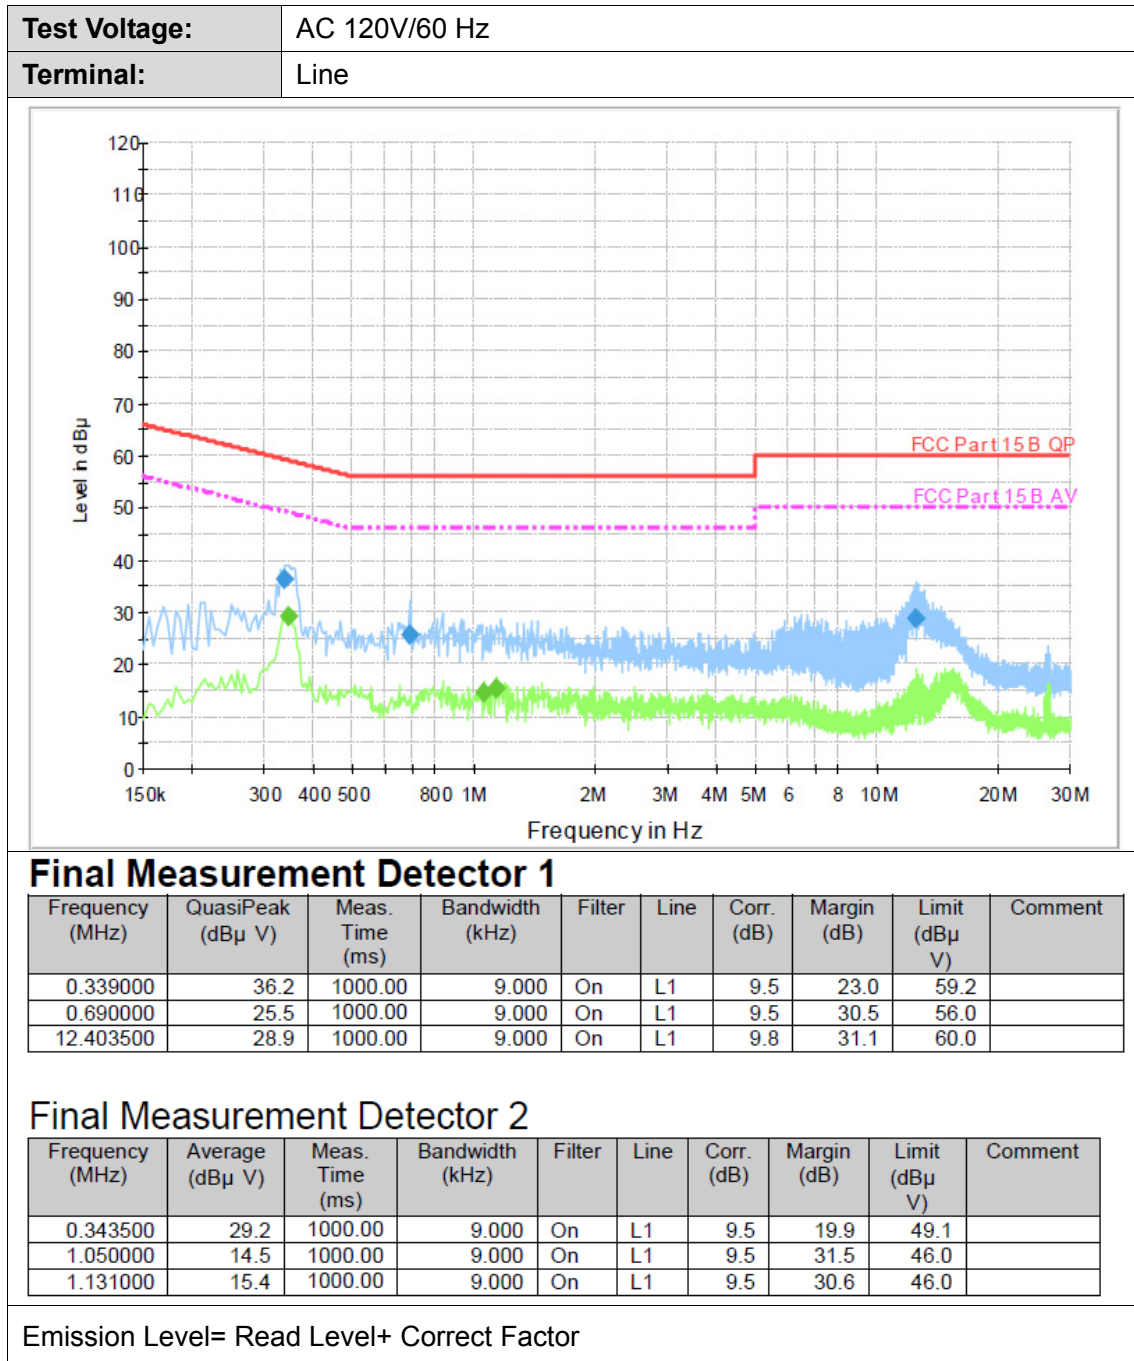 Test Voltage: AC 120V/60 Hz
Terminal: Line
120
110
100
90
80
70
60
50
40
30
20
10
0
Level in dBµ
FCC Part 15 B QP
FCC Part 15 B AV
150k 300 400 500 800 1M 2M 3M 4M 5M 6 8 10M 20M 30M
Frequency in Hz
Final Measurement Detector 1
Frequency (MHz) QuasiPeak (dBµ V) Meas. Time (ms) Bandwidth (kHz) Filter Line Corr. (dB) Margin (dB) Limit (dBµ V) Comment
0.339000 36.2 1000.00 9.000 On L1 9.5 23.0 59.2
0.690000 25.5 1000.00 9.000 On L1 9.5 30.5 56.0
12.403500 28.9 1000.00 9.000 On L1 9.8 31.1 60.0
Final Measurement Detector 2
Frequency (MHz) Average (dBµ V) Meas. Time (ms) Bandwidth (kHz) Filter Line Corr. (dB) Margin (dB) Limit (dBµ V) Comment
0.343500 29.2 1000.00 9.000 On L1 9.5 19.9 49.1
1.050000 14.5 1000.00 9.000 On L1 9.5 31.5 46.0
1.131000 15.4 1000.00 9.000 On L1 9.5 30.6 46.0
Emission Level= Read Level+ Correct Factor